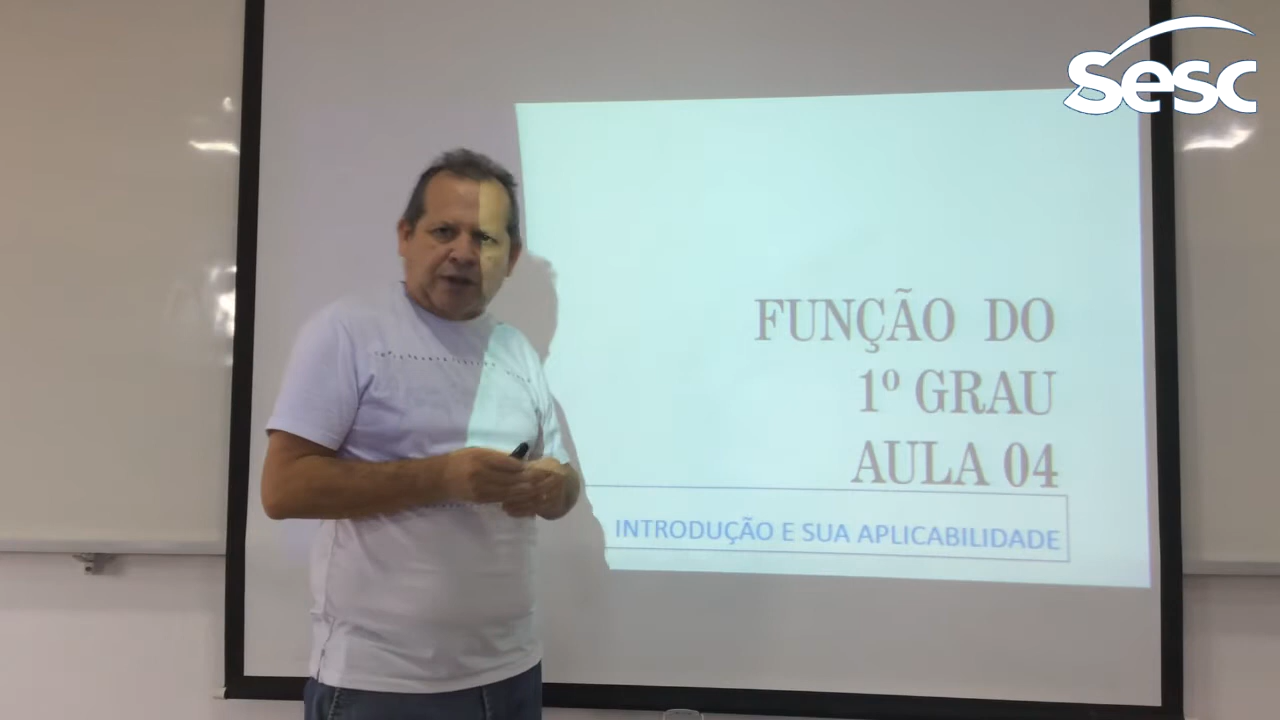 Sesc
FUNÇÃO DO
1º GRAU
AULA 04
INTRODUÇÃO E SUA APLICABILIDADE